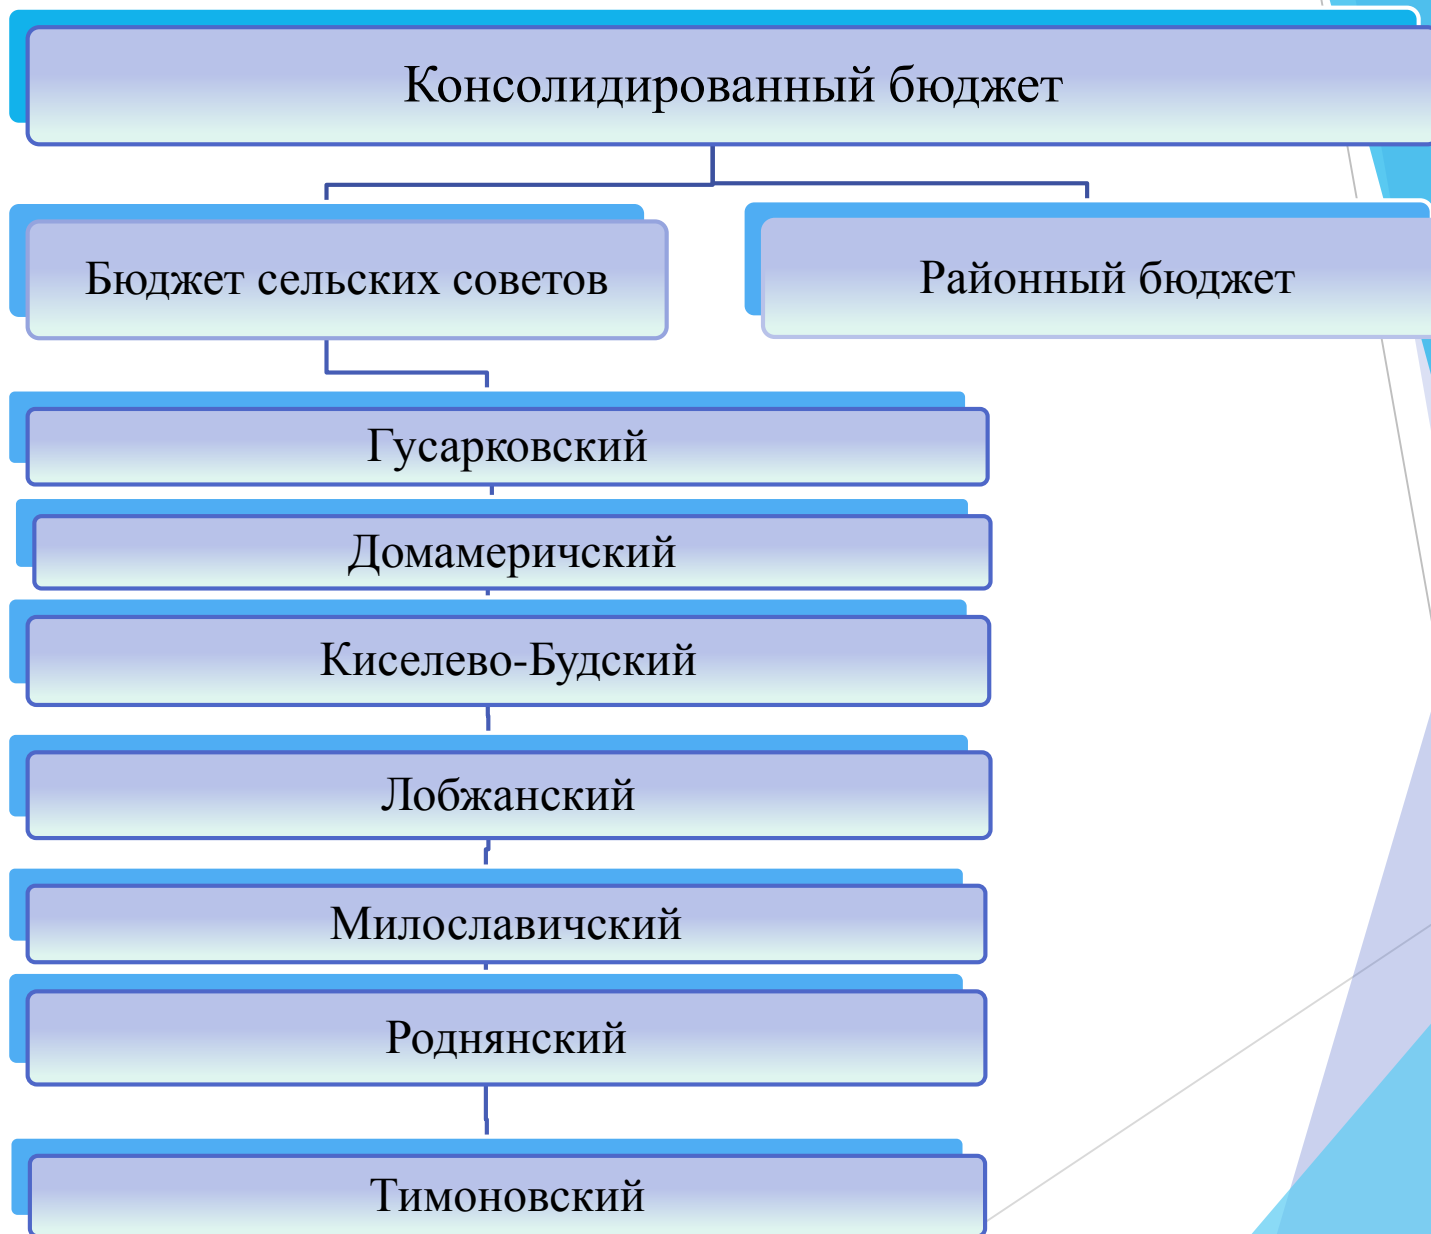 Консолидированный бюджет
Бюджет сельских советов
Районный бюджет
Гусарковский
Домамеричский
Киселево-Будский
Лобжанский
Милославичский
Роднянский
Тимоновский